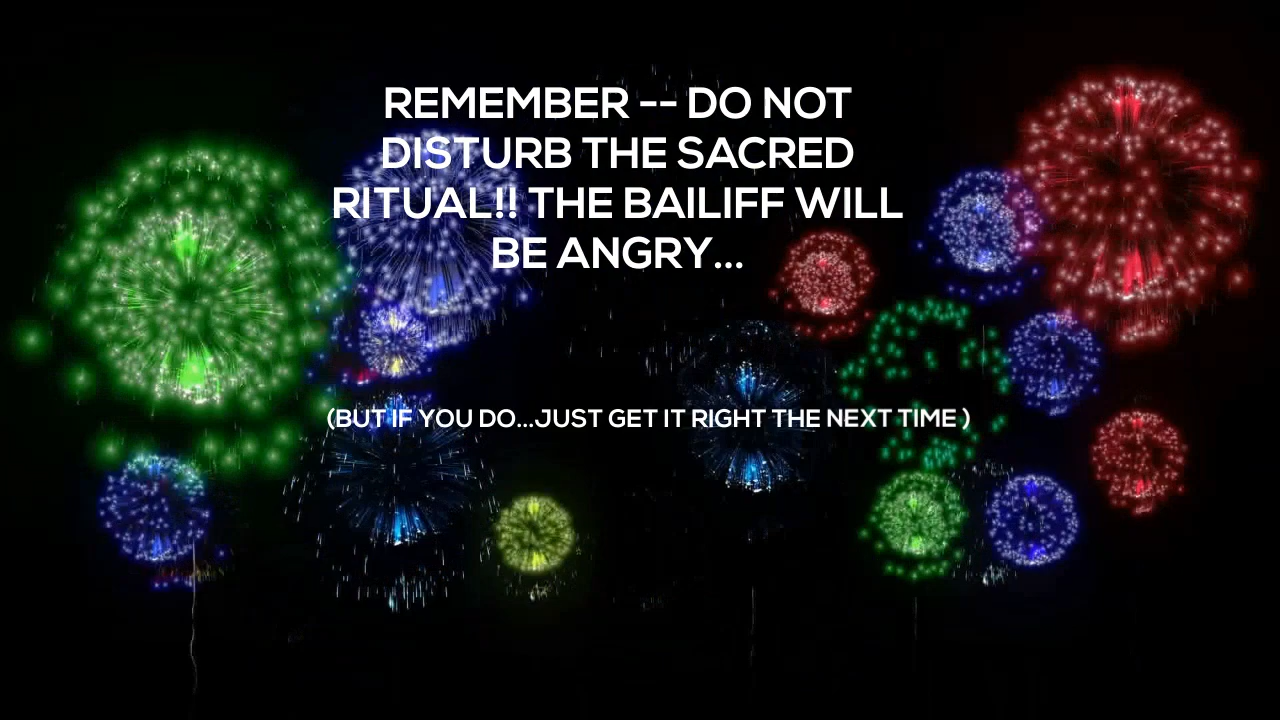 REMEMBER -- DO NOT
DISTURB THE SACRED
RITUAL!! THE BAILIFF WILL
BE ANGRY...
(BUT IF YOU DO...JUST GET IT RIGHT THE NEXT TIME )